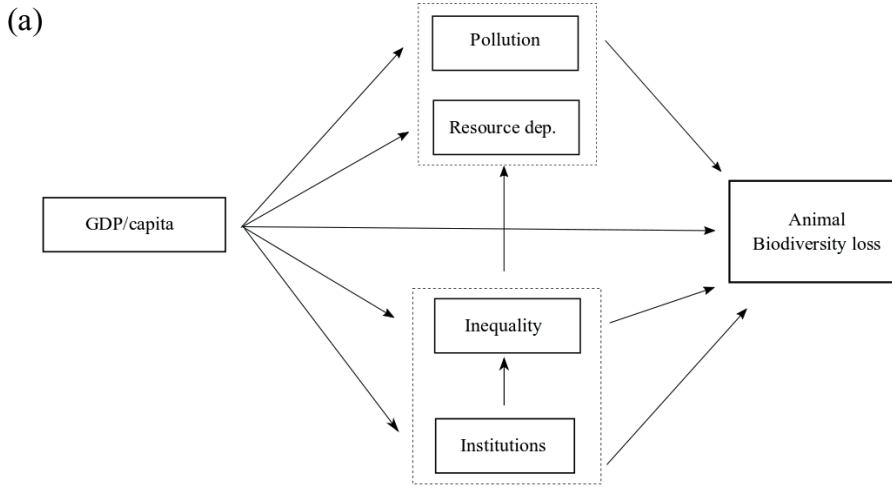 (a)
Pollution
Resource dep.
GDP/capita
Animal
Biodiversity loss
Inequality
Institutions